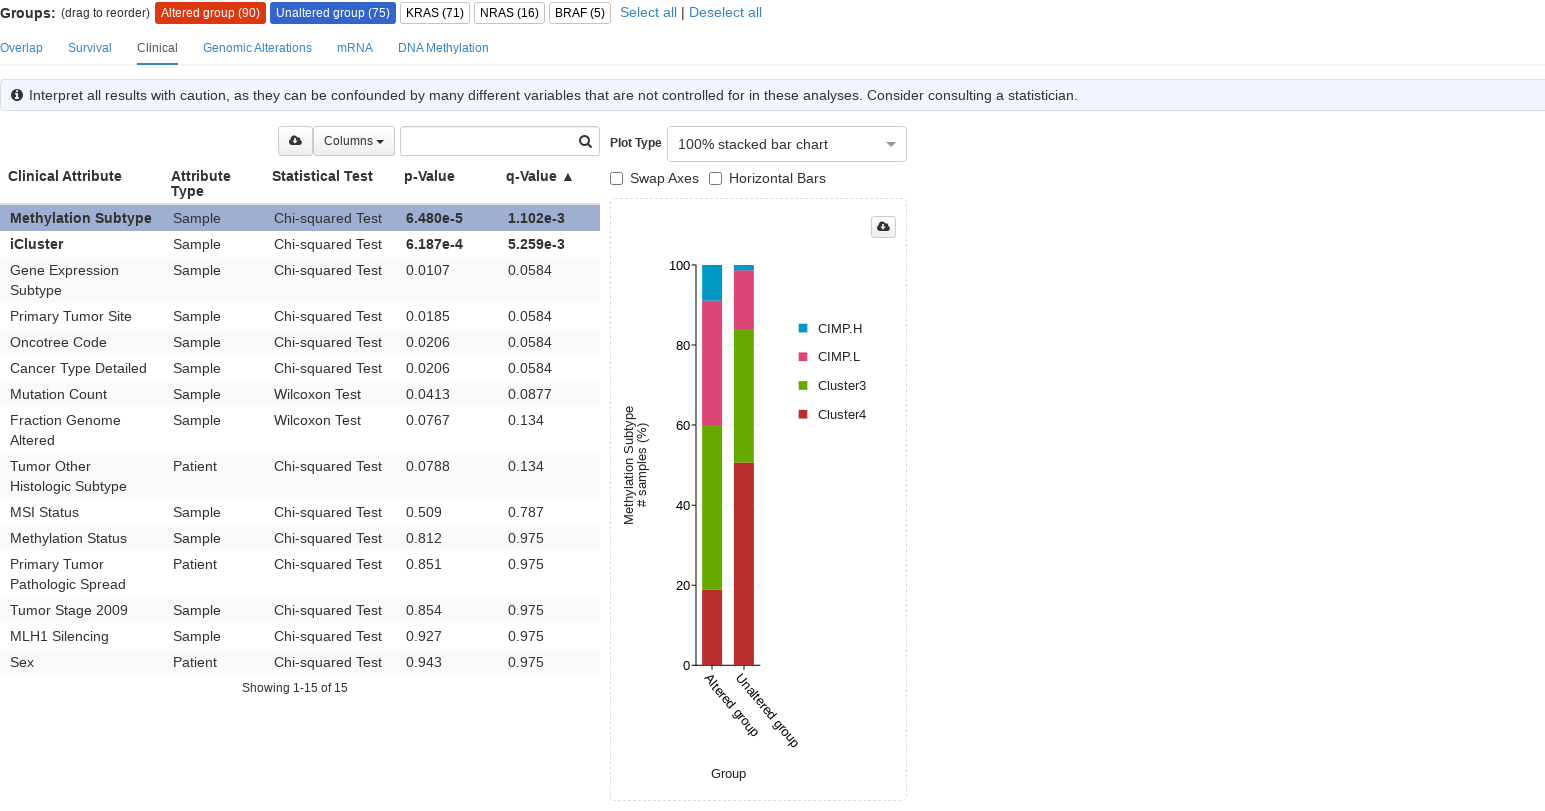 Groups: (drag to reorder) Altered group (90) Unaltered group (75) KRAS (71) NRAS (16) BRAF (5) Select all | Deselect all
Overlap Survival Clinical Genomic Alterations mRNA DNA Methylation
Interpret all results with caution, as they can be confounded by many different variables that are not controlled for in these analyses. Consider consulting a statistician.
Columns
Clinical Attribute Attribute Type Statistical Test p-Value q-Value ▲
Methylation Subtype Sample Chi-squared Test 6.480e-5 1.102e-3
iCluster Sample Chi-squared Test 6.187e-4 5.259e-3
Gene Expression Subtype Sample Chi-squared Test 0.0107 0.0584
Primary Tumor Site Sample Chi-squared Test 0.0185 0.0584
Oncotree Code Sample Chi-squared Test 0.0206 0.0584
Cancer Type Detailed Sample Chi-squared Test 0.0206 0.0584
Mutation Count Sample Wilcoxon Test 0.0413 0.0877
Fraction Genome Altered Sample Wilcoxon Test 0.0767 0.134
Tumor Other Histologic Subtype Patient Chi-squared Test 0.0788 0.134
MSI Status Sample Chi-squared Test 0.509 0.787
Methylation Status Sample Chi-squared Test 0.812 0.975
Primary Tumor Pathologic Spread Patient Chi-squared Test 0.851 0.975
Tumor Stage 2009 Sample Chi-squared Test 0.854 0.975
MLH1 Silencing Sample Chi-squared Test 0.927 0.975
Sex Patient Chi-squared Test 0.943 0.975
Showing 1-15 of 15
Plot Type 100% stacked bar chart
Swap Axes Horizontal Bars
100
80
60
40
20
0
Methylation Subtype
# samples (%)
CIMP.H
CIMP.L
Cluster3
Cluster4
Altered group
Unaltered group
Group